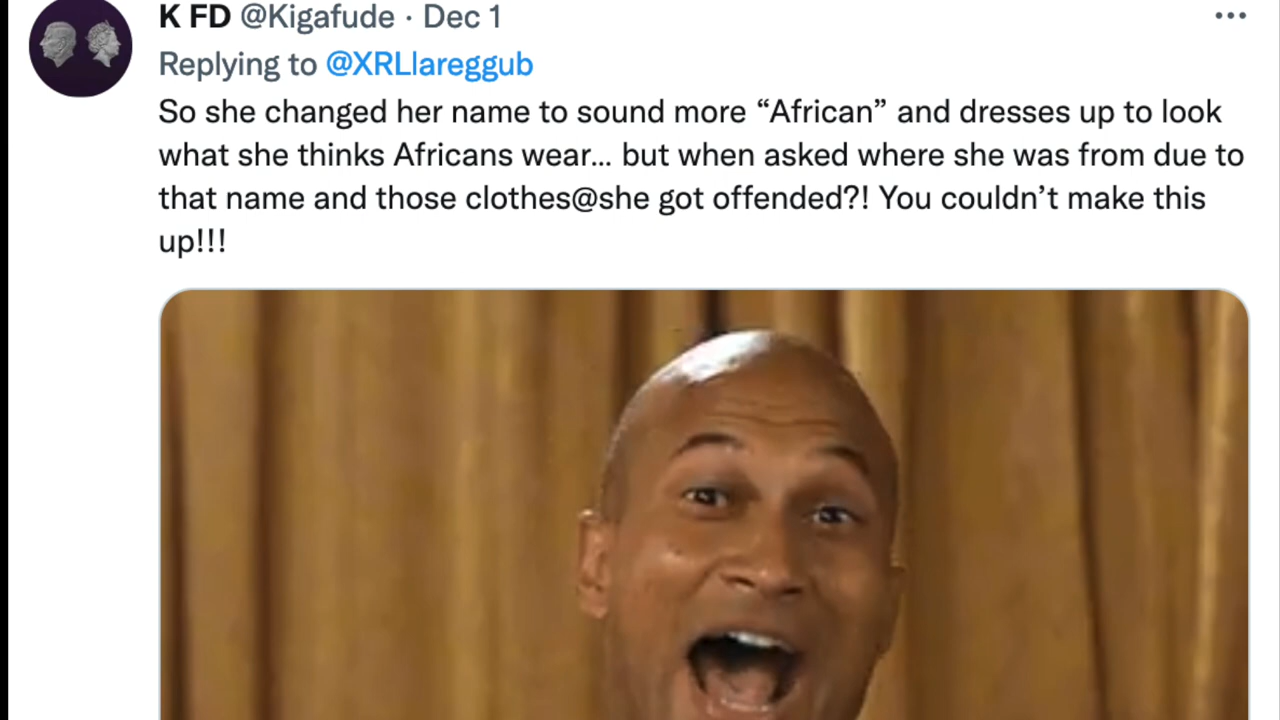 K FD @Kigafude · Dec 1
Replying to @XRLlareggub
So she changed her name to sound more “African” and dresses up to look
what she thinks Africans wear... but when asked where she was from due to
that name and those clothes@she got offended?! You couldn’t make this
up!!!